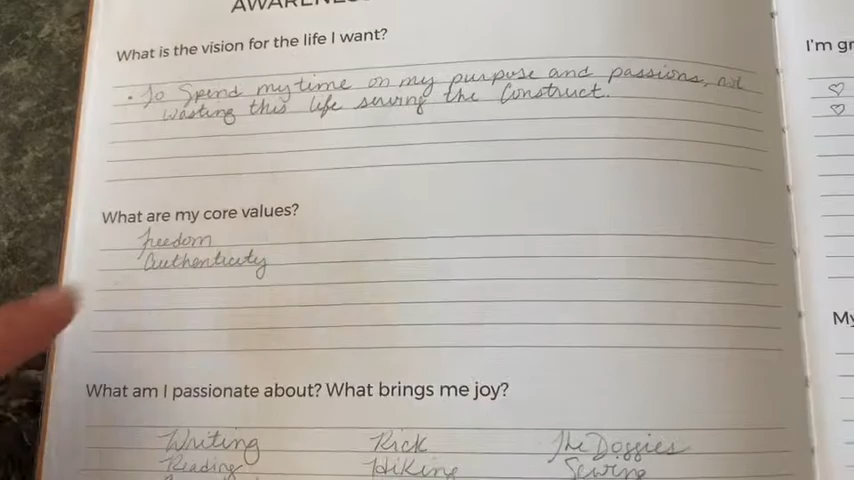 AWARENESS
What is the vision for the life I want?
• To Spend my time on my purpose and passions, not
wasting this life serving the Construct.
What are my core values?
freedom
Authenticity
What am I passionate about? What brings me joy?
Writing Rick The Doggies
Reading Hiking Sewing
I'm gr
♡
♡
My